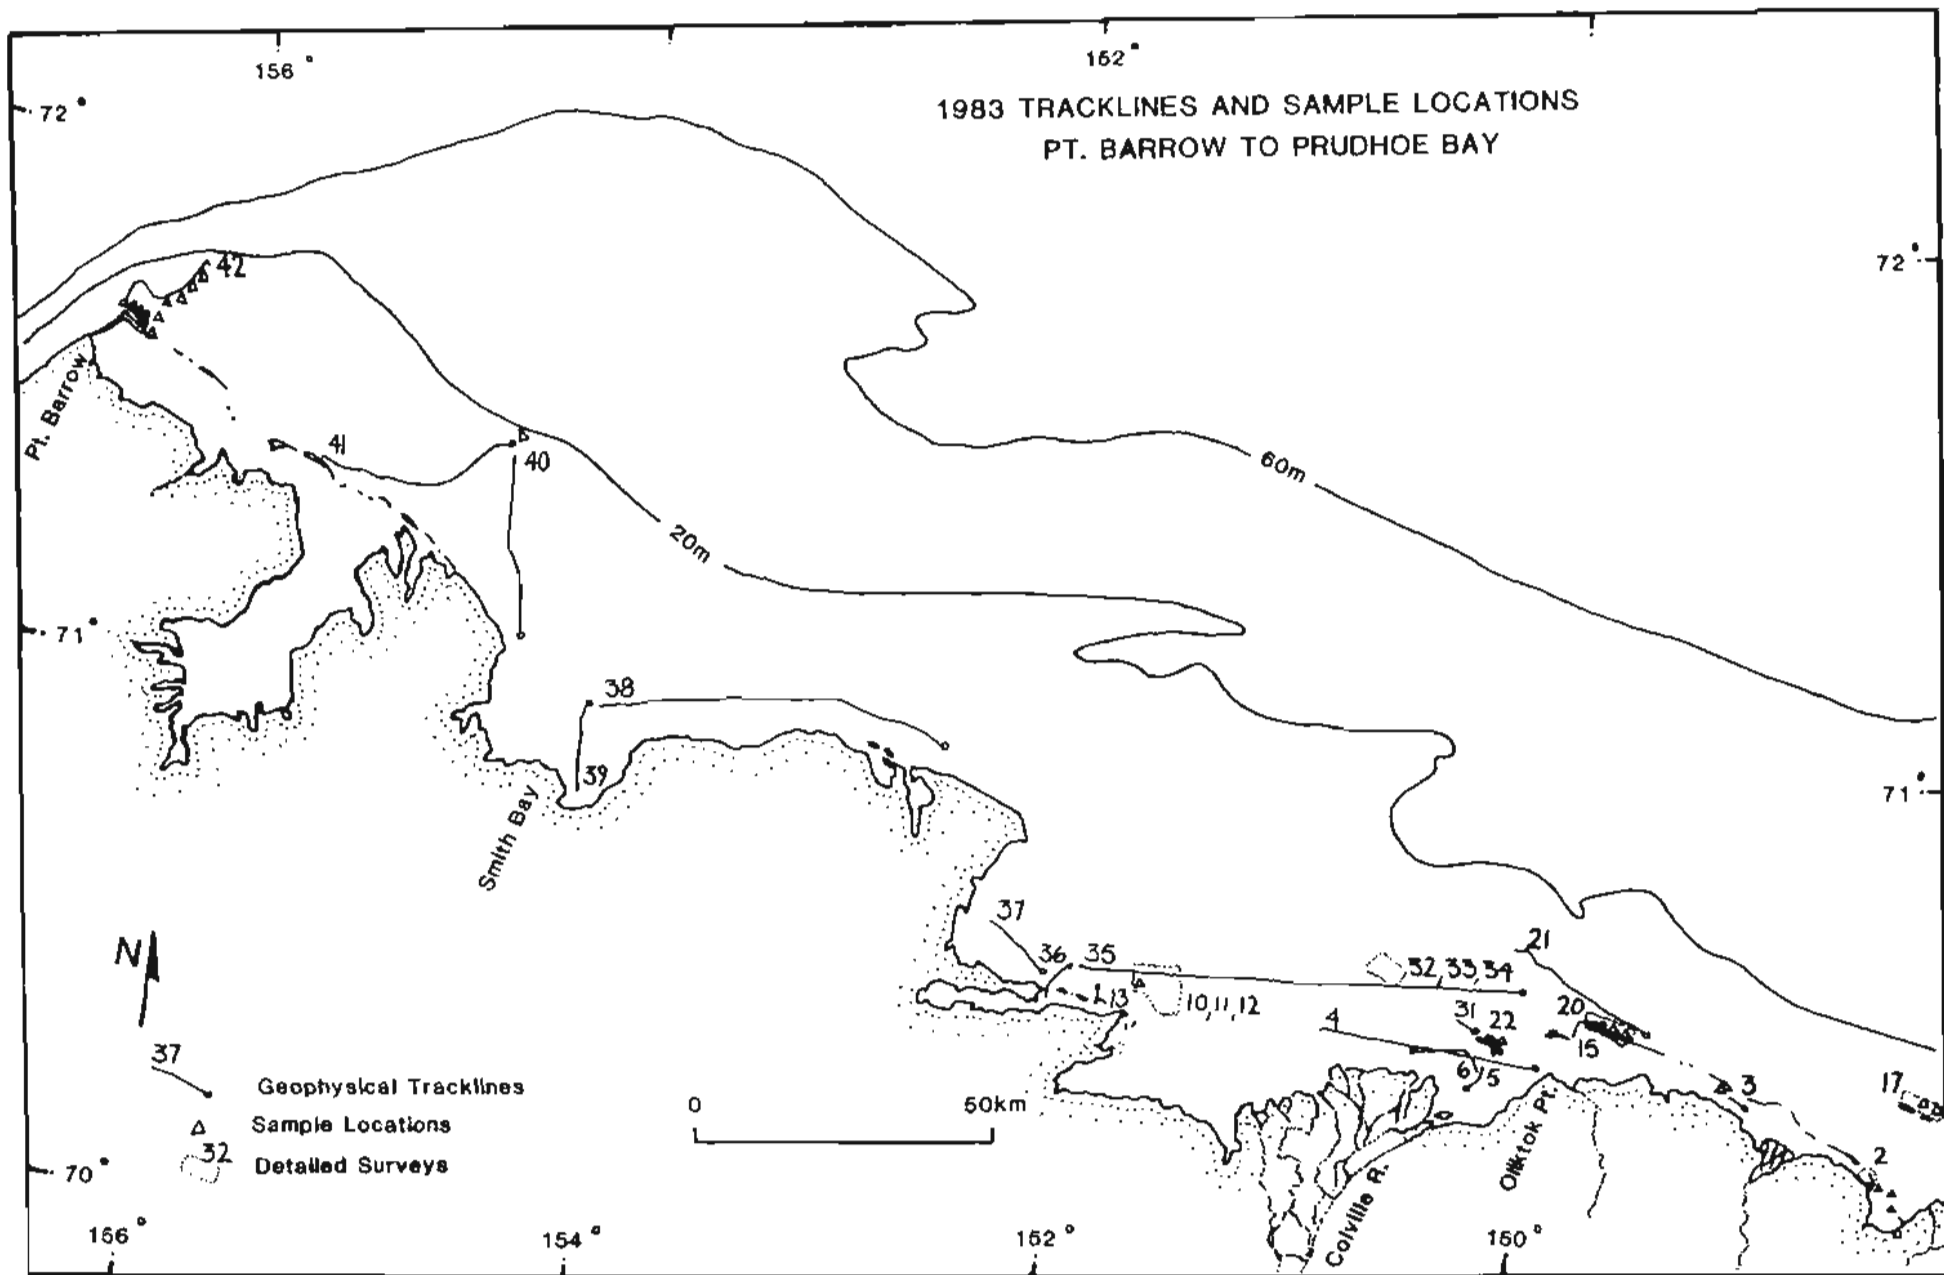 156°
152°
72°
1983 TRACKLINES AND SAMPLE LOCATIONS
PT. BARROW TO PRUDHOE BAY
72°
42
Pt. Barrow
41
40
60m
20m
71°
38
39
71°
Smith Bay
37
36
35
21
32, 33, 34
N
13
10, 11, 12
4
31
22
20
15
37
6
5
3
17
Geophysical Tracklines
0
50km
Sample Locations
32
Detailed Surveys
Oliktok Pt.
2
70°
Colville R.
156°
154°
152°
150°